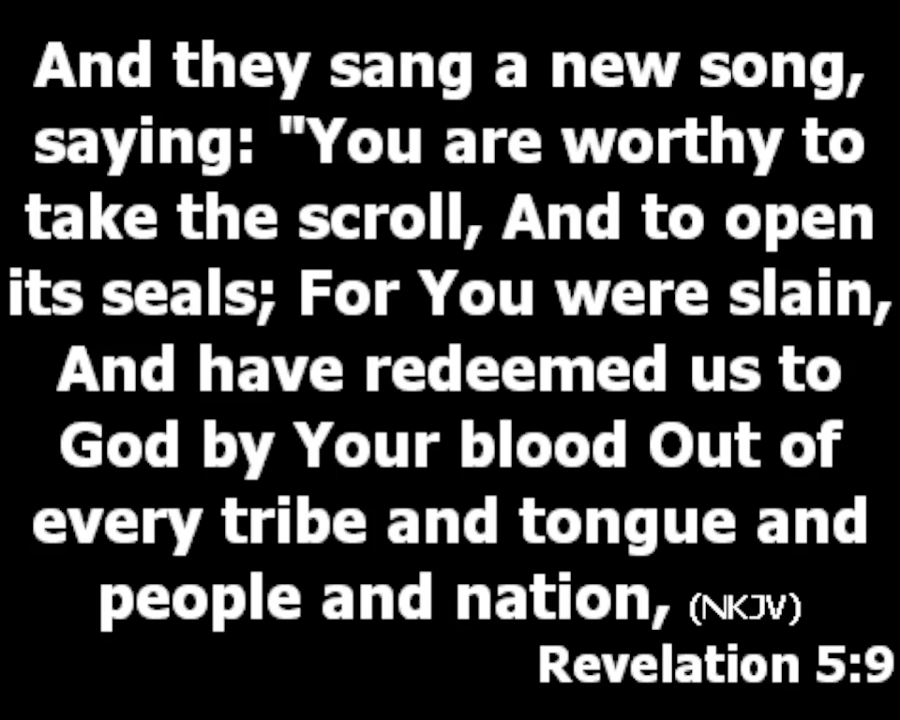 And they sang a new song,
saying: "You are worthy to
take the scroll, And to open
its seals; For You were slain,
And have redeemed us to
God by Your blood Out of
every tribe and tongue and
people and nation, (NKJV)
Revelation 5:9